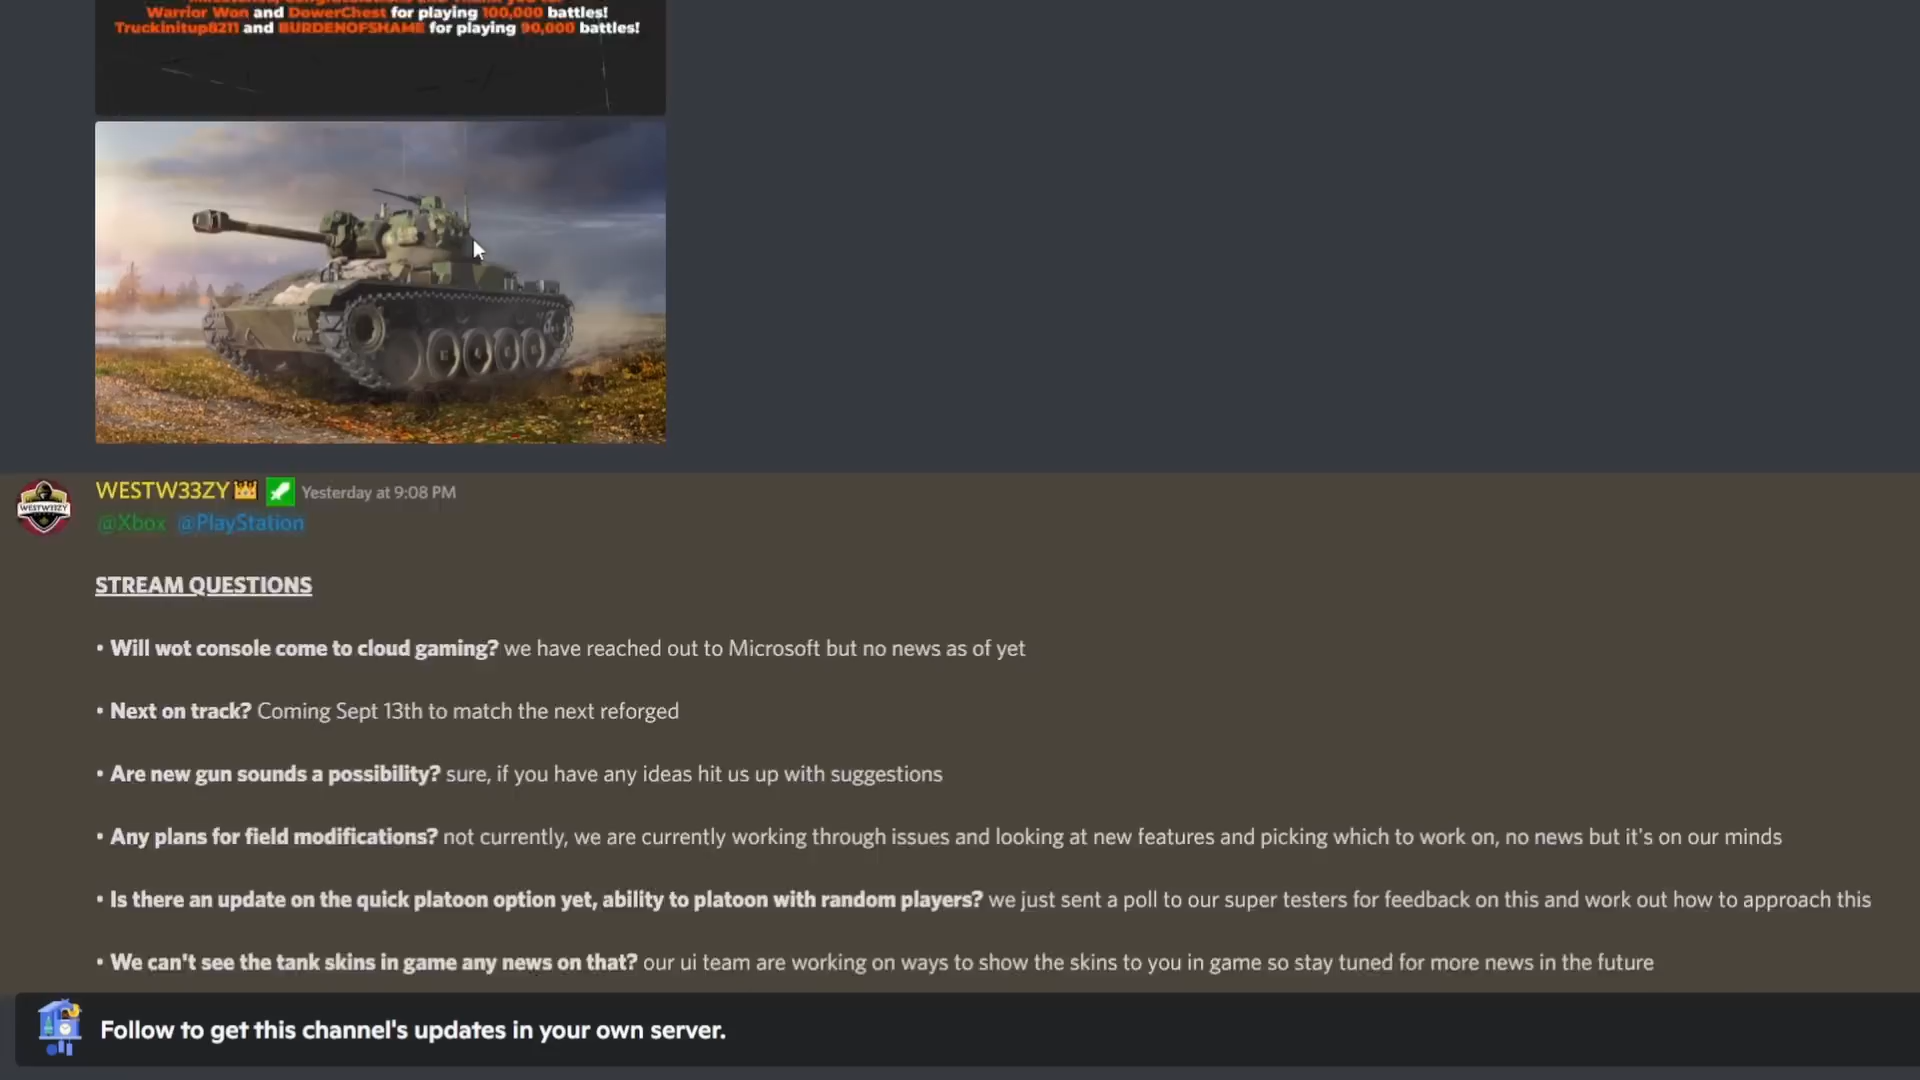 Warrior Won and DowerChest for playing 100,000 battles!
Truckinitup8211 and BURDENOFSHAME for playing 90,000 battles!
WESTW33ZY Yesterday at 9:08 PM
@Xbox @PlayStation
STREAM QUESTIONS
• Will wot console come to cloud gaming? we have reached out to Microsoft but no news as of yet
• Next on track? Coming Sept 13th to match the next reforged
• Are new gun sounds a possibility? sure, if you have any ideas hit us up with suggestions
• Any plans for field modifications? not currently, we are currently working through issues and looking at new features and picking which to work on, no news but it's on our minds
• Is there an update on the quick platoon option yet, ability to platoon with random players? we just sent a poll to our super testers for feedback on this and work out how to approach this
• We can't see the tank skins in game any news on that? our ui team are working on ways to show the skins to you in game so stay tuned for more news in the future
Follow to get this channel's updates in your own server.